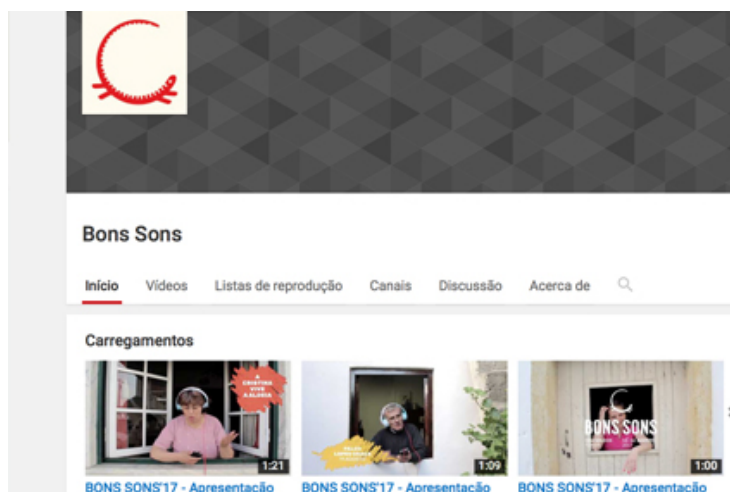 Bons Sons
Início Vídeos Listas de reprodução Canais Discussão Acerca de
Carregamentos
A
CRISTINA
VIVE
A ALDEIA
1:21
1:09
BONS SONS
1:00
BONS SONS'17 - Apresentação BONS SONS'17 - Apresentação BONS SONS'17 - Apresentação